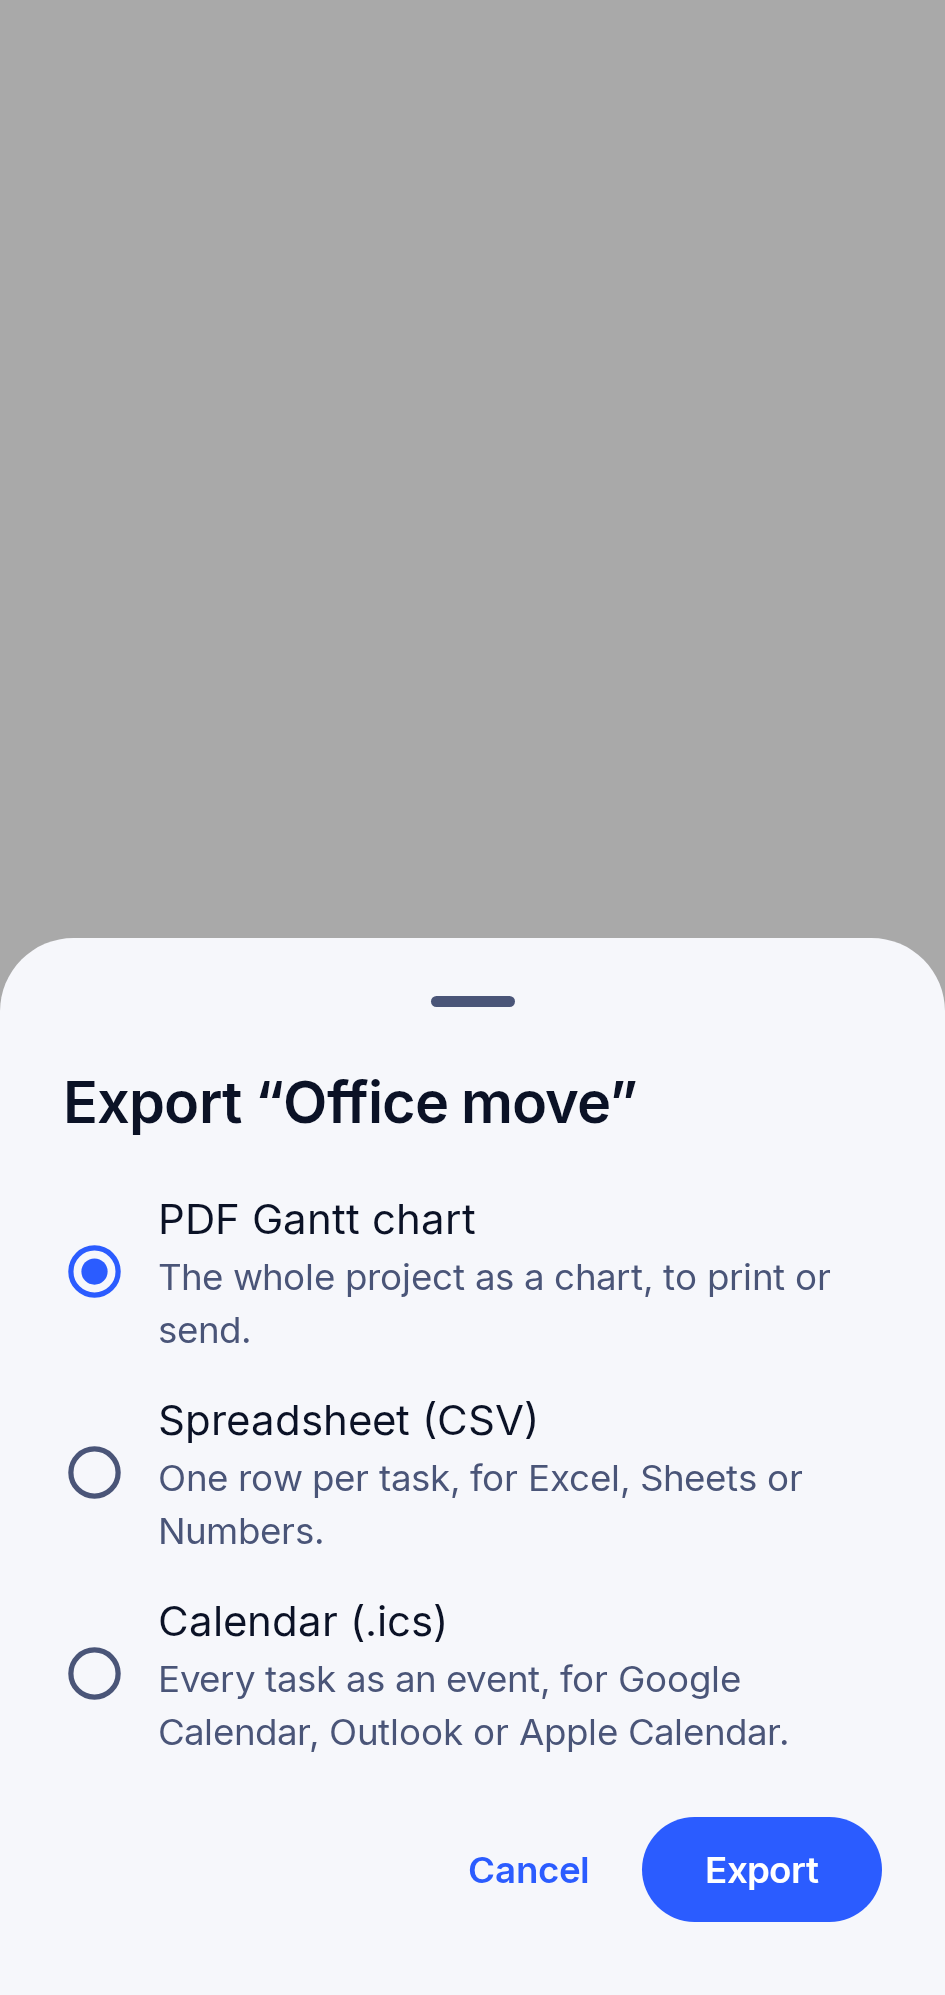 Export “Office move”
PDF Gantt chart
The whole project as a chart, to print or
send.
Spreadsheet (CSV)
One row per task, for Excel, Sheets or
Numbers.
Calendar (.ics)
Every task as an event, for Google
Calendar, Outlook or Apple Calendar.
Cancel
Export